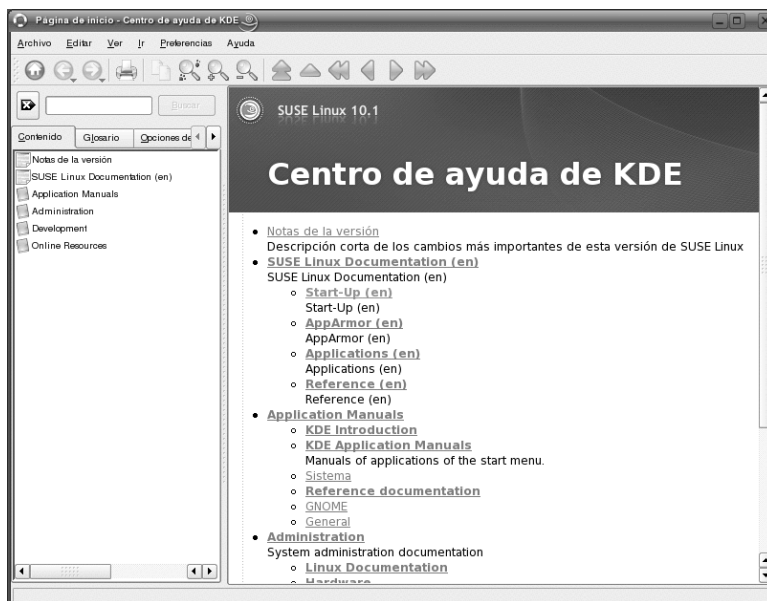 Página de inicio - Centro de ayuda de KDE
Archivo Editar Ver Ir Preferencias Ayuda
Buscar
Contenido Glosario Opciones de
Notas de la versión
SUSE Linux Documentation (en)
Application Manuals
Administration
Development
Online Resources
SUSE Linux 10.1
Centro de ayuda de KDE
Notas de la versión
Descripción corta de los cambios más importantes de esta versión de SUSE Linux
SUSE Linux Documentation (en)
SUSE Linux Documentation (en)
Start-Up (en)
Start-Up (en)
AppArmor (en)
AppArmor (en)
Applications (en)
Applications (en)
Reference (en)
Reference (en)
Application Manuals
KDE Introduction
KDE Application Manuals
Manuals of applications of the start menu.
Sistema
Reference documentation
GNOME
General
Administration
System administration documentation
Linux Documentation
Hardware